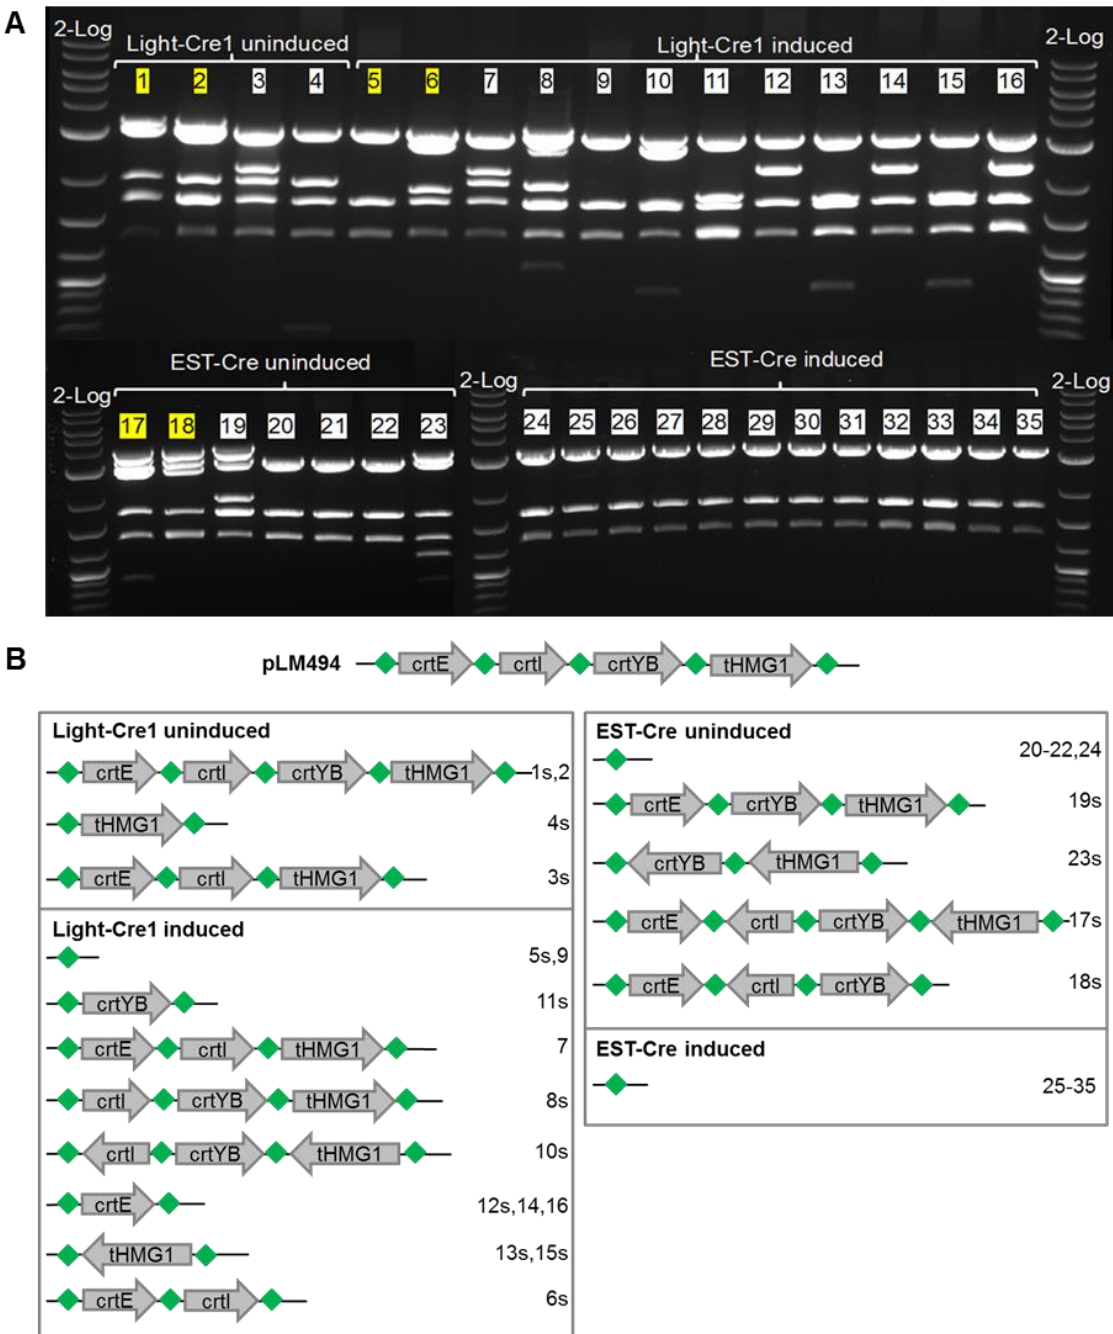 A
2-Log
Light-Cre1 uninduced
Light-Cre1 induced
2-Log
1 2 3 4 5 6 7 8 9 10 11 12 13 14 15 16
EST-Cre uninduced
EST-Cre induced
2-Log
2-Log
2-Log
17 18 19 20 21 22 23
24 25 26 27 28 29 30 31 32 33 34 35
B
pLM494 crtE crtI crtYB tHMG1
Light-Cre1 uninduced
crtE crtI crtYB tHMG1 1s,2
tHMG1 4s
crtE crtI tHMG1 3s
Light-Cre1 induced
5s,9
crtYB 11s
crtE crtI tHMG1 7
crtI crtYB tHMG1 8s
crtI crtYB tHMG1 10s
crtE 12s,14,16
tHMG1 13s,15s
crtE crtI 6s
EST-Cre uninduced
20-22,24
crtE crtYB tHMG1 19s
crtYB tHMG1 23s
crtE crtI crtYB tHMG1 17s
crtE crtI crtYB 18s
EST-Cre induced
25-35